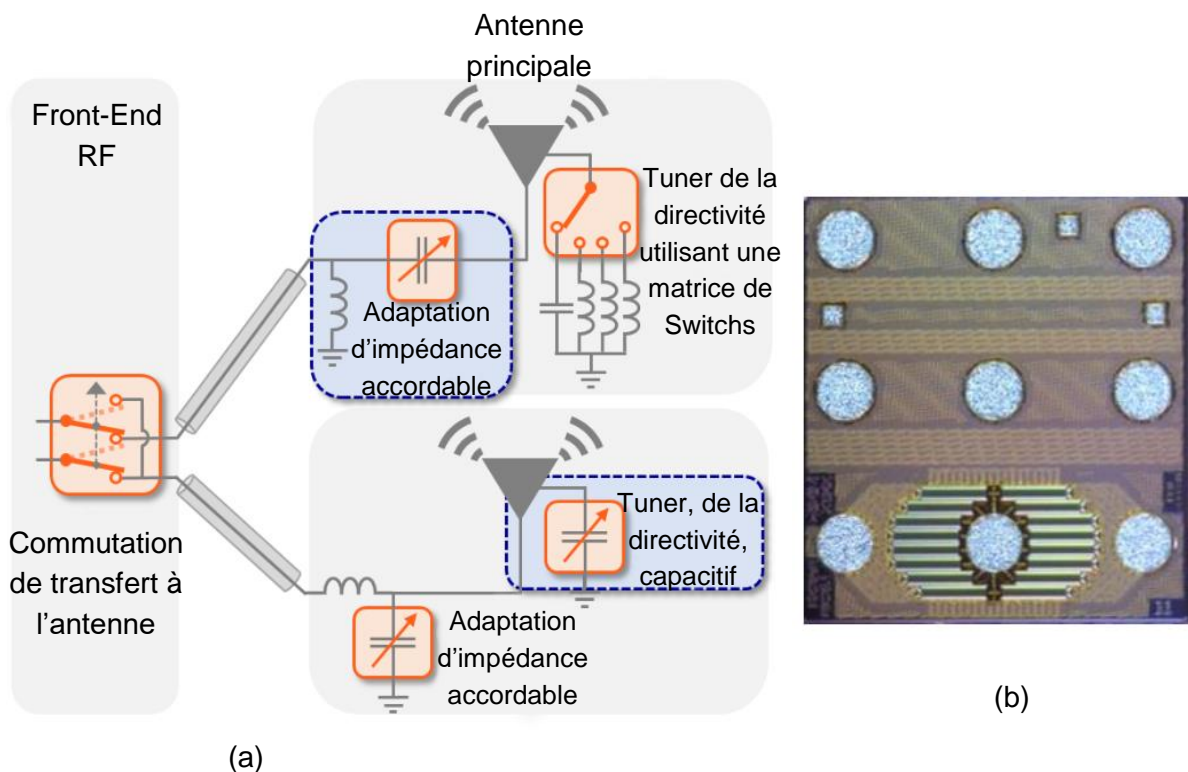 Antenne
principale
Front-End
RF
Tuner de la
directivité
utilisant une
matrice de
Switchs
Adaptation
d'impédance
accordable
Tuner, de la
directivité,
capacitif
Commutation
de transfert à
l'antenne
Adaptation
d'impédance
accordable
(a)
(b)